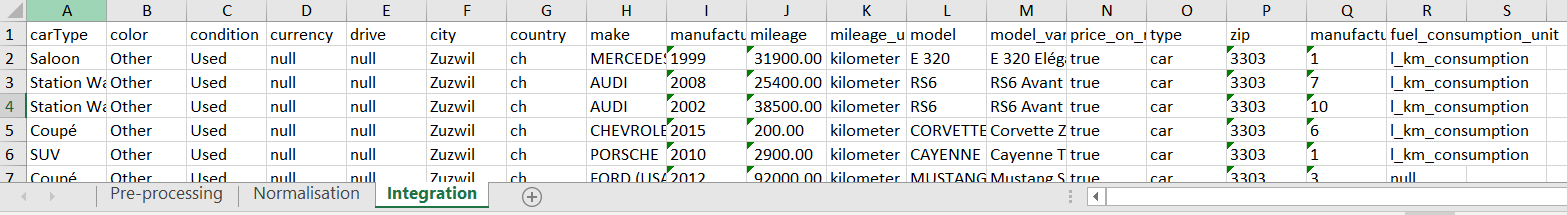 A B C D E F G H I J K L M N O P Q R S
1 carType color condition currency drive city country make manufactu mileage mileage_u model model_var price_on_r type zip manufactu fuel_consumption_unit
2 Saloon Other Used null null Zuzwil ch MERCEDES 1999 31900.00 kilometer E 320 E 320 Eléga true car 3303 1 l_km_consumption
3 Station Wa Other Used null null Zuzwil ch AUDI 2008 25400.00 kilometer RS6 RS6 Avant true car 3303 7 l_km_consumption
4 Station Wa Other Used null null Zuzwil ch AUDI 2002 38500.00 kilometer RS6 RS6 Avant true car 3303 10 l_km_consumption
5 Coupé Other Used null null Zuzwil ch CHEVROLE 2015 200.00 kilometer CORVETTE Corvette Z true car 3303 6 l_km_consumption
6 SUV Other Used null null Zuzwil ch PORSCHE 2010 2900.00 kilometer CAYENNE Cayenne T true car 3303 1 l_km_consumption
7 Coupé Other Used null null Zuzwil ch FORD (USA 2012 92000.00 kilometer MUSTANG Mustang S true car 3303 3 null
Pre-processing Normalisation Integration